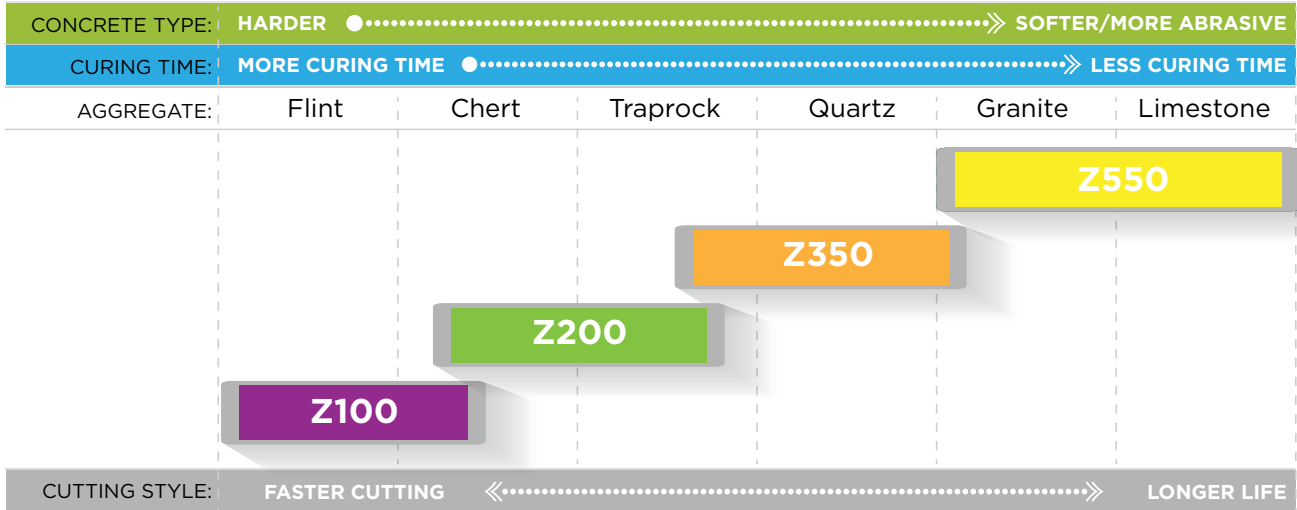 CONCRETE TYPE: HARDER SOFTER/MORE ABRASIVE
CURING TIME: MORE CURING TIME LESS CURING TIME
AGGREGATE: Flint Chert Traprock Quartz Granite Limestone
Z550
Z350
Z200
Z100
CUTTING STYLE: FASTER CUTTING LONGER LIFE